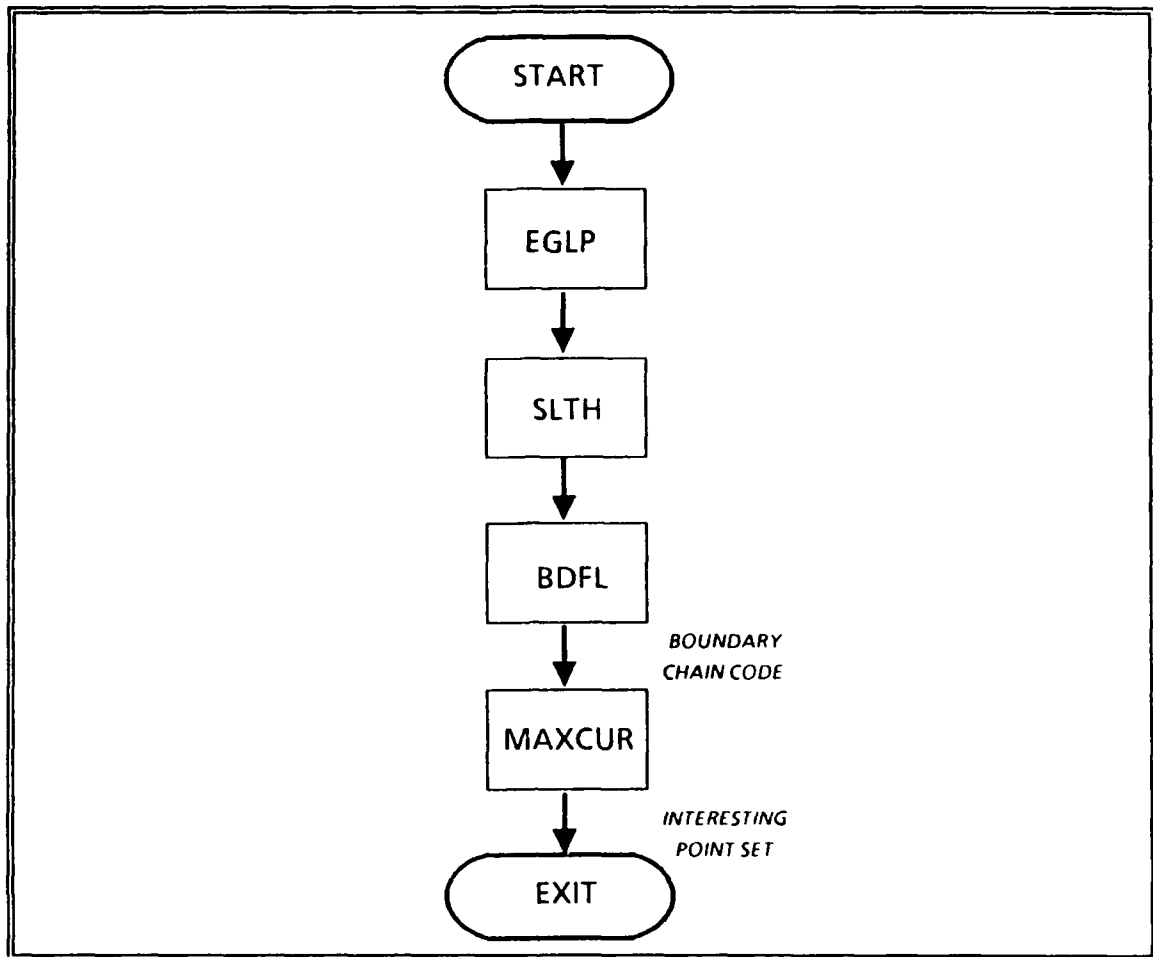 START
EGLP
SLTH
BDFL
BOUNDARY
CHAIN CODE
MAXCUR
INTERESTING
POINT SET
EXIT